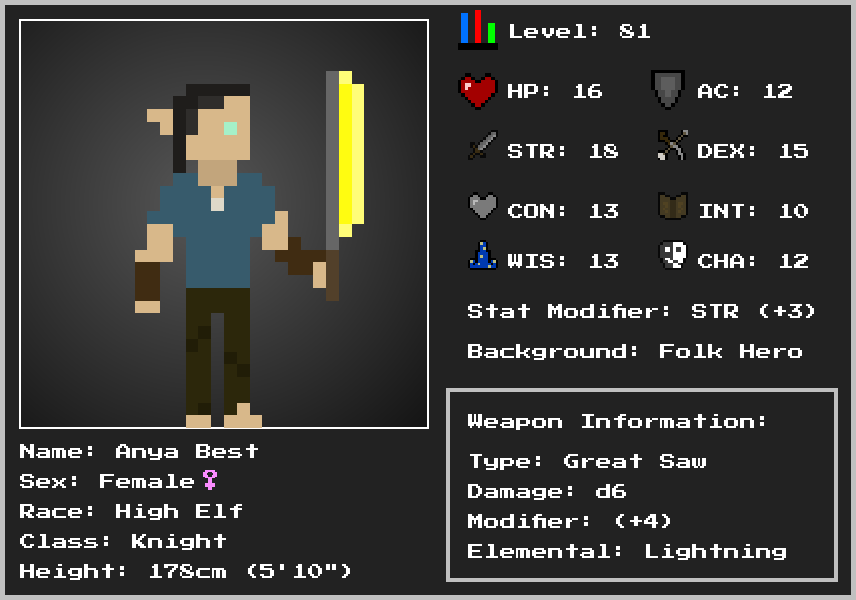 Level: 81
HP: 16 AC: 12
STR: 18 DEX: 15
CON: 13 INT: 10
WIS: 13 CHA: 12
Stat Modifier: STR (+3)
Background: Folk Hero
Weapon Information:
Type: Great Saw
Damage: d6
Modifier: (+4)
Elemental: Lightning
Name: Anya Best
Sex: Female♀
Race: High Elf
Class: Knight
Height: 178cm (5'10")